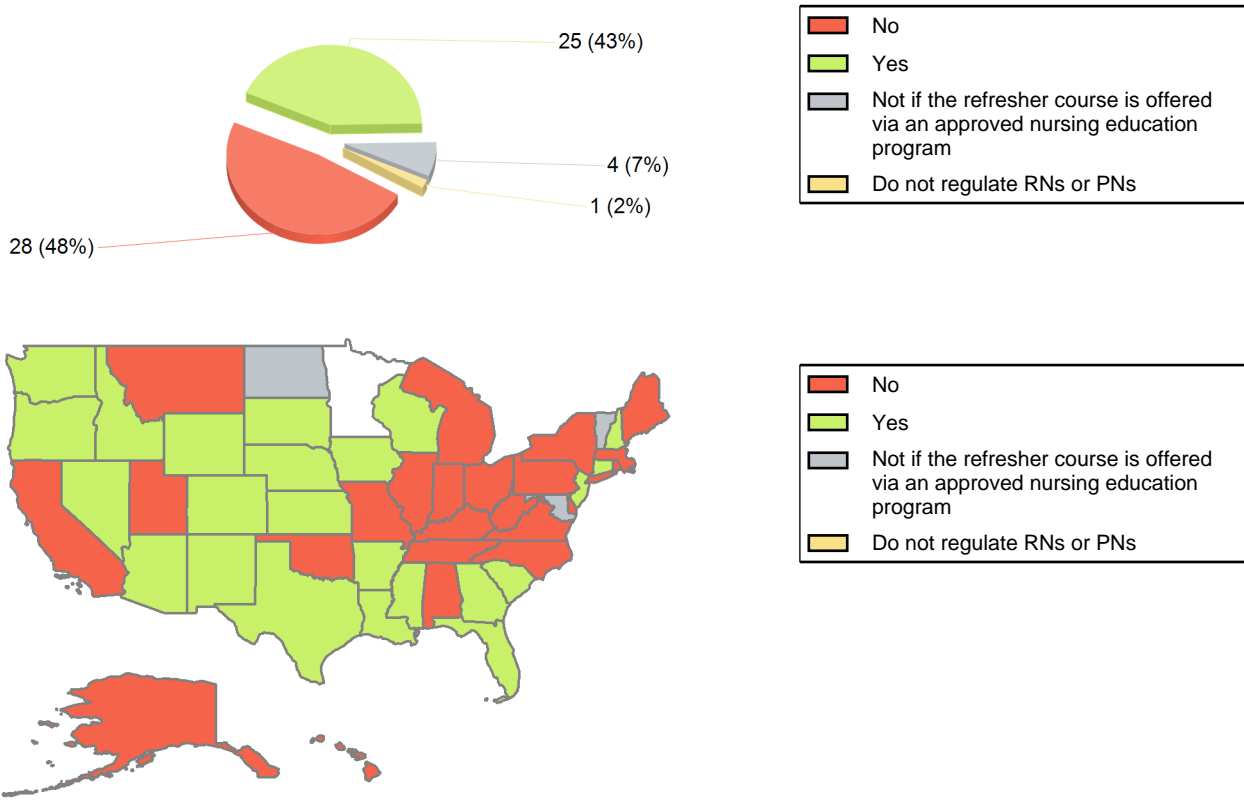 25 (43%)
4 (7%)
1 (2%)
28 (48%)
No
Yes
Not if the refresher course is offered
via an approved nursing education
program
Do not regulate RNs or PNs
No
Yes
Not if the refresher course is offered
via an approved nursing education
program
Do not regulate RNs or PNs